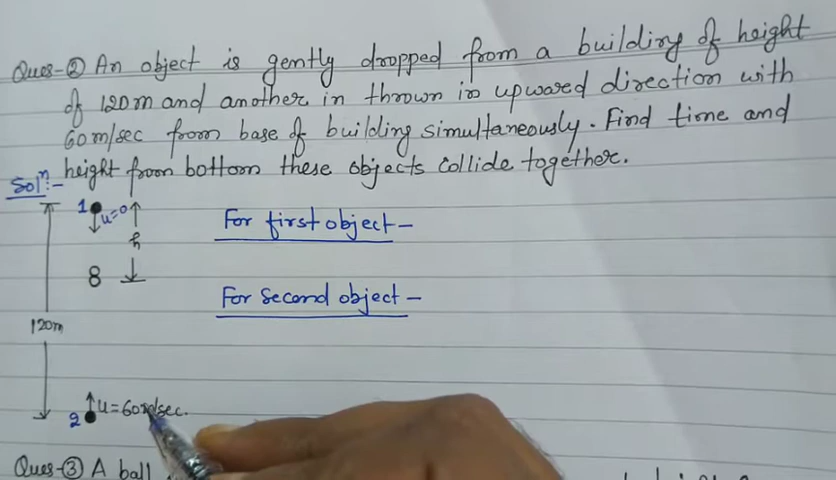 Ques-② An object is gently dropped from a building of height
of 120m and another in thrown in upward direction with
60m/sec from base of building simultaneously. Find time and
height from bottom these objects collide together.
Solⁿ:-
1
u=0
h
8
120m
2
u=60m/sec.
For first object-
For second object-
Ques-③ A ball